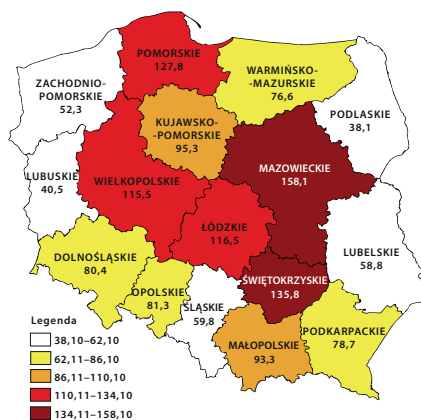 POMORSKIE
127,8
WARMIŃSKO-
-MAZURSKIE
76,6
ZACHODNIO-
POMORSKIE
52,3
PODLASKIE
38,1
KUJAWSKO-
-POMORSKIE
95,3
MAZOWIECKIE
158,1
LUBUSKIE
40,5
WIELKOPOLSKIE
115,5
ŁÓDZKIE
116,5
LUBELSKIE
58,8
DOLNOŚLĄSKIE
80,4
OPOLSKIE
81,3
ŚLĄSKIE
59,8
ŚWIĘTOKRZYSKIE
135,8
MAŁOPOLSKIE
93,3
PODKARPACKIE
78,7
Legenda
38,10–62,10
62,11–86,10
86,11–110,10
110,11–134,10
134,11–158,10